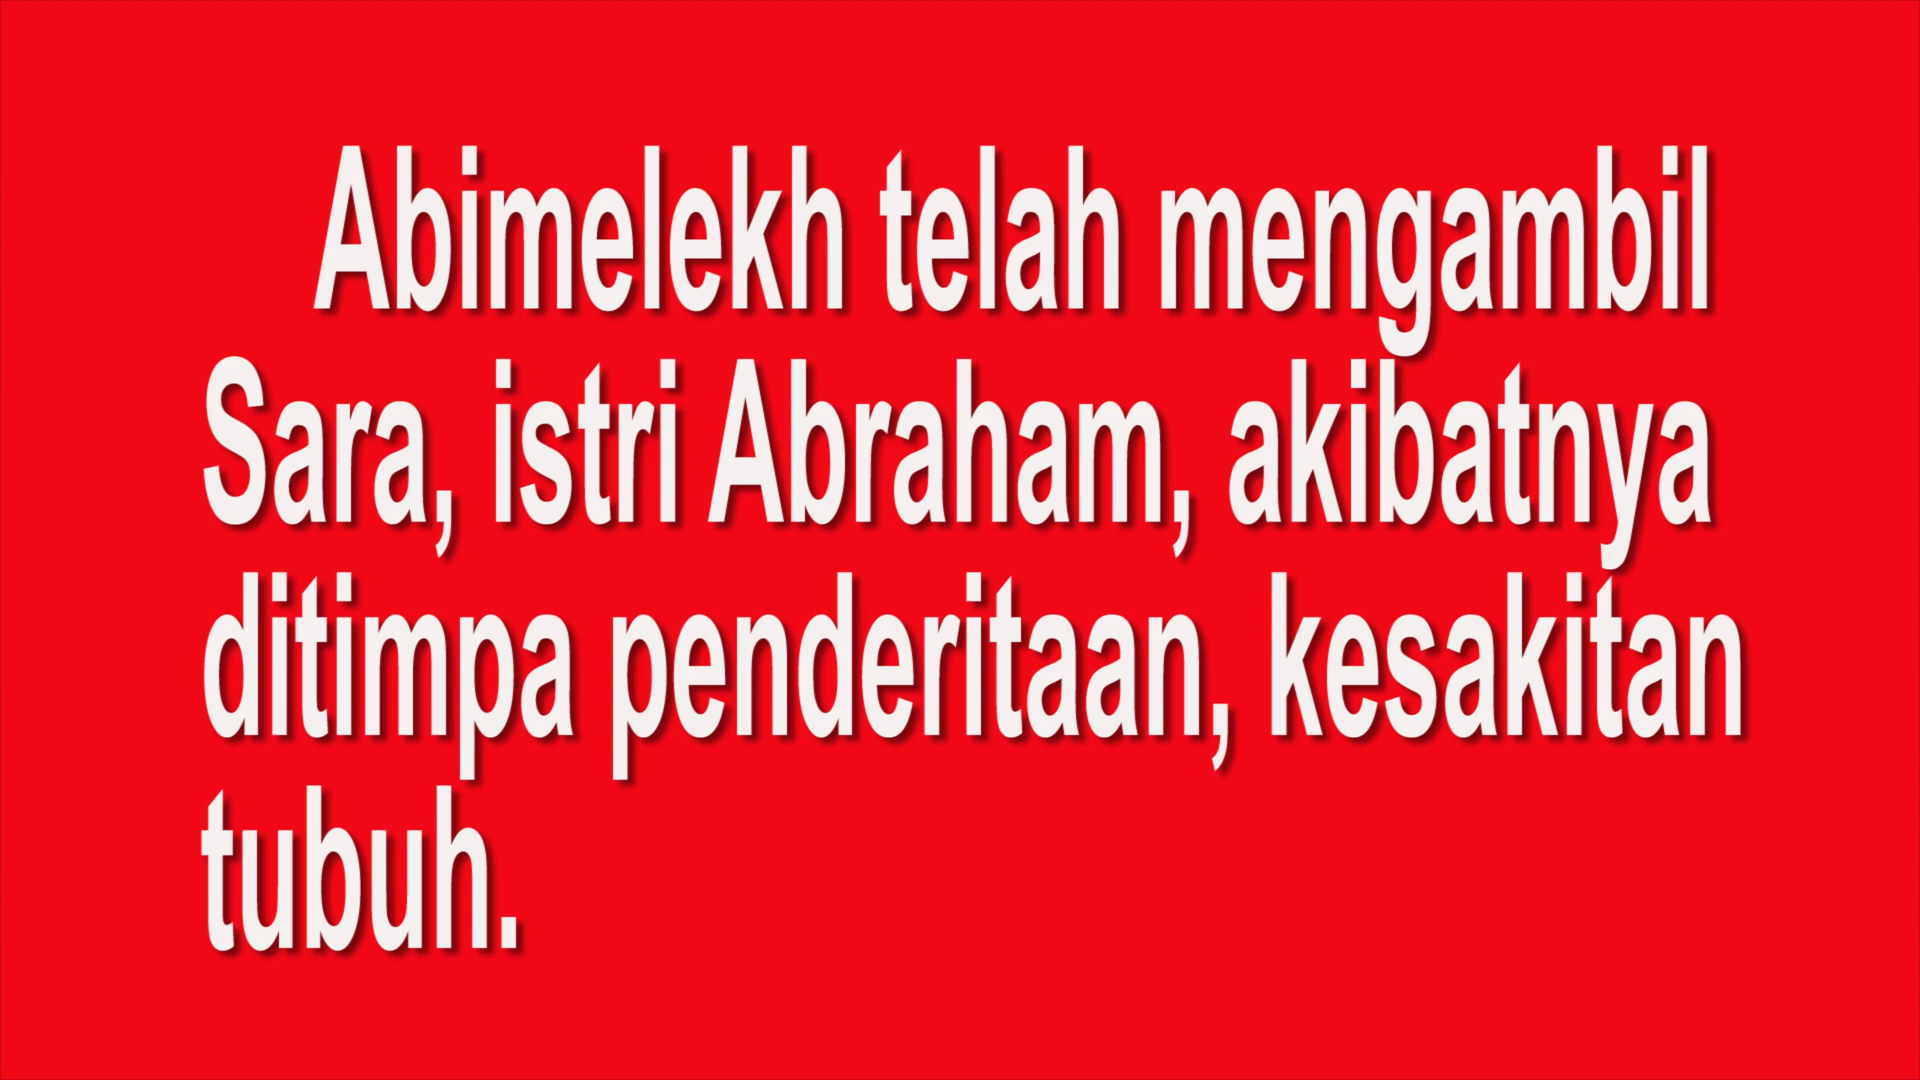 Abimelekh telah mengambil
Sara, istri Abraham, akibatnya
ditimpa penderitaan, kesakitan
tubuh.